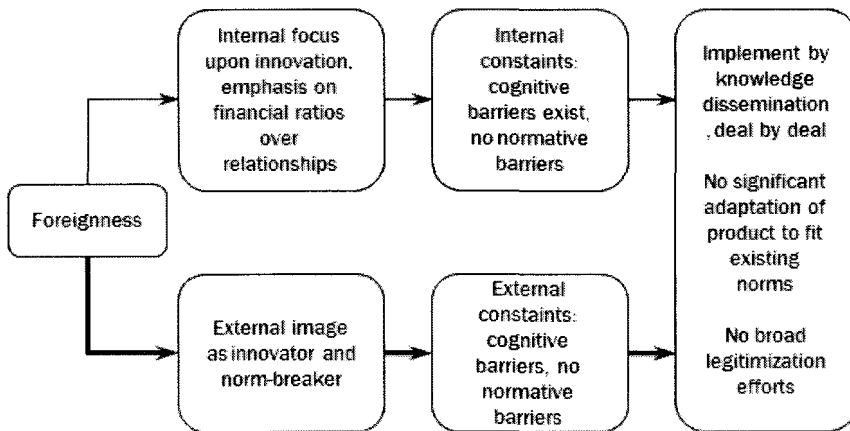 Foreignness
Internal focus
upon innovation,
emphasis on
financial ratios
over
relationships
Internal
constaints:
cognitive
barriers exist,
no normative
barriers
External image
as innovator and
norm-breaker
External
constaints:
cognitive
barriers, no
normative
barriers
Implement by
knowledge
dissemination
, deal by deal
No significant
adaptation of
product to fit
existing
norms
No broad
legitimization
efforts